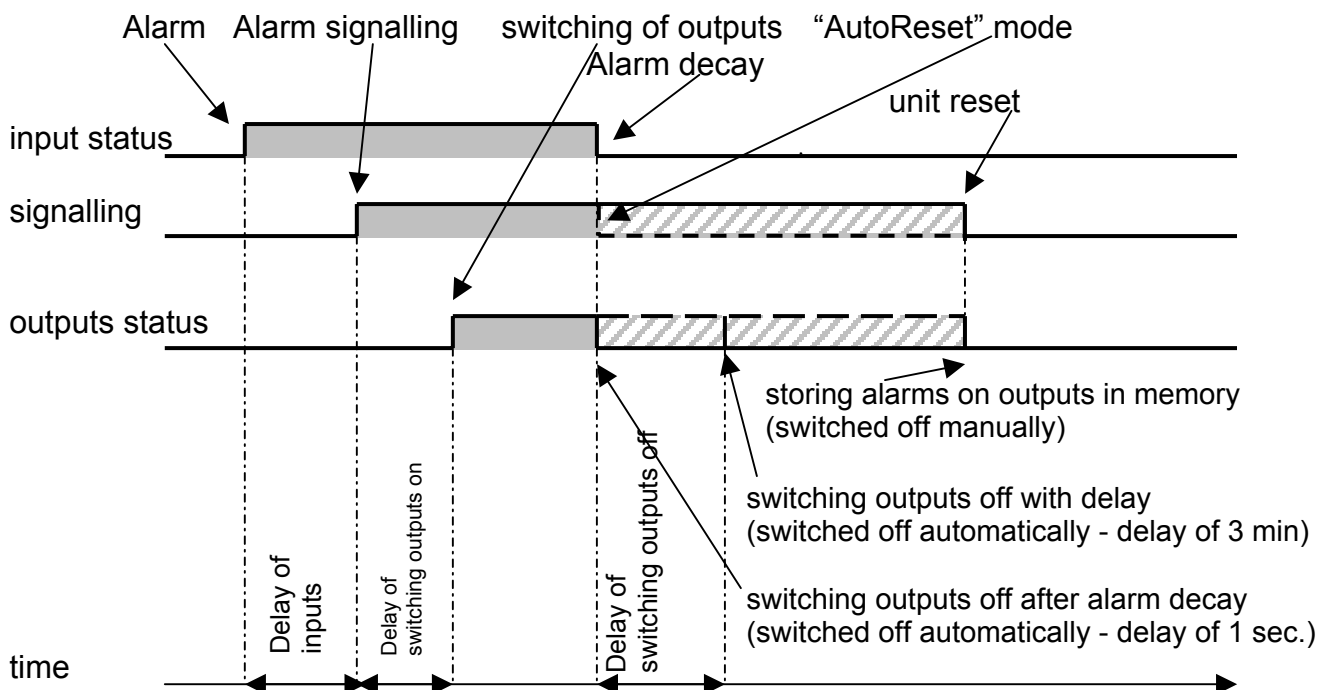 Alarm
Alarm signalling
switching of outputs
“AutoReset” mode
Alarm decay
unit reset
input status
signalling
outputs status
storing alarms on outputs in memory
(switched off manually)
switching outputs off with delay
(switched off automatically - delay of 3 min)
switching outputs off after alarm decay
(switched off automatically - delay of 1 sec.)
Delay of
inputs
Delay of
switching outputs on
Delay of
switching outputs off
time